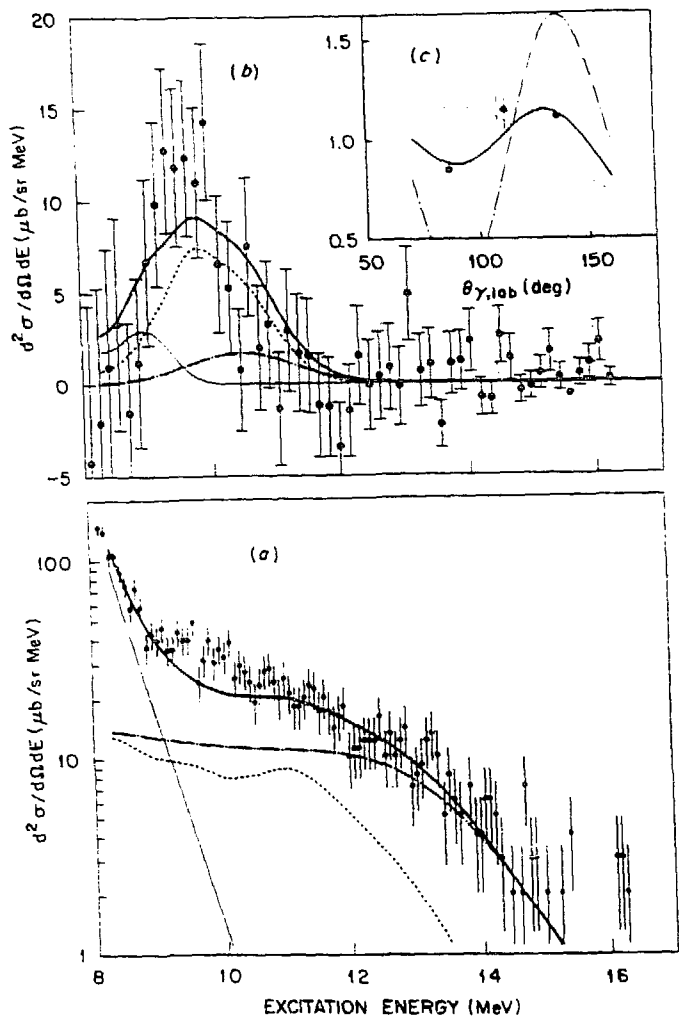 20
15
10
5
0
-5
d²σ/dΩdE (μb/sr MeV)
(b)
(c)
1.5
1.0
0.5
50
100
150
θγ,lab (deg)
(a)
100
10
1
d²σ/dΩdE (μb/sr MeV)
8
10
12
14
16
EXCITATION ENERGY (MeV)